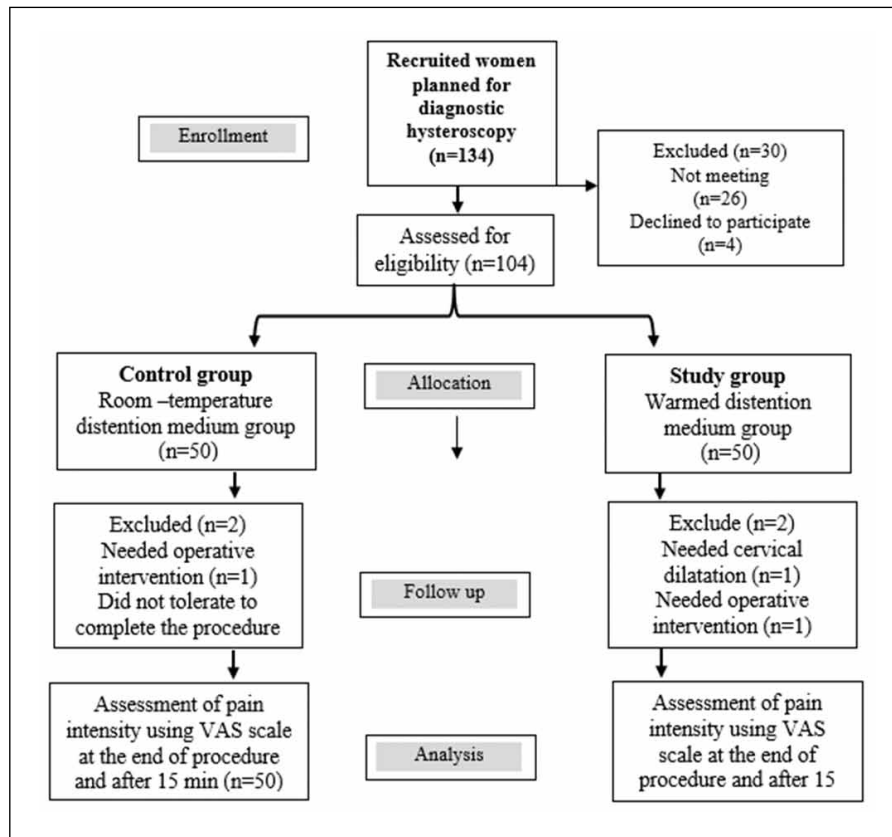 Recruited women
planned for
diagnostic
hysteroscopy
(n=134)
Enrollment
Excluded (n=30)
Not meeting
(n=26)
Declined to participate
(n=4)
Assessed for
eligibility (n=104)
Control group
Room –temperature
distention medium group
(n=50)
Allocation
Study group
Warmed distention
medium group
(n=50)
Excluded (n=2)
Needed operative
intervention (n=1)
Did not tolerate to
complete the procedure
Follow up
Exclude (n=2)
Needed cervical
dilatation (n=1)
Needed operative
intervention (n=1)
Assessment of pain
intensity using VAS scale
at the end of procedure
and after 15 min (n=50)
Analysis
Assessment of pain
intensity using VAS
scale at the end of
procedure and after 15